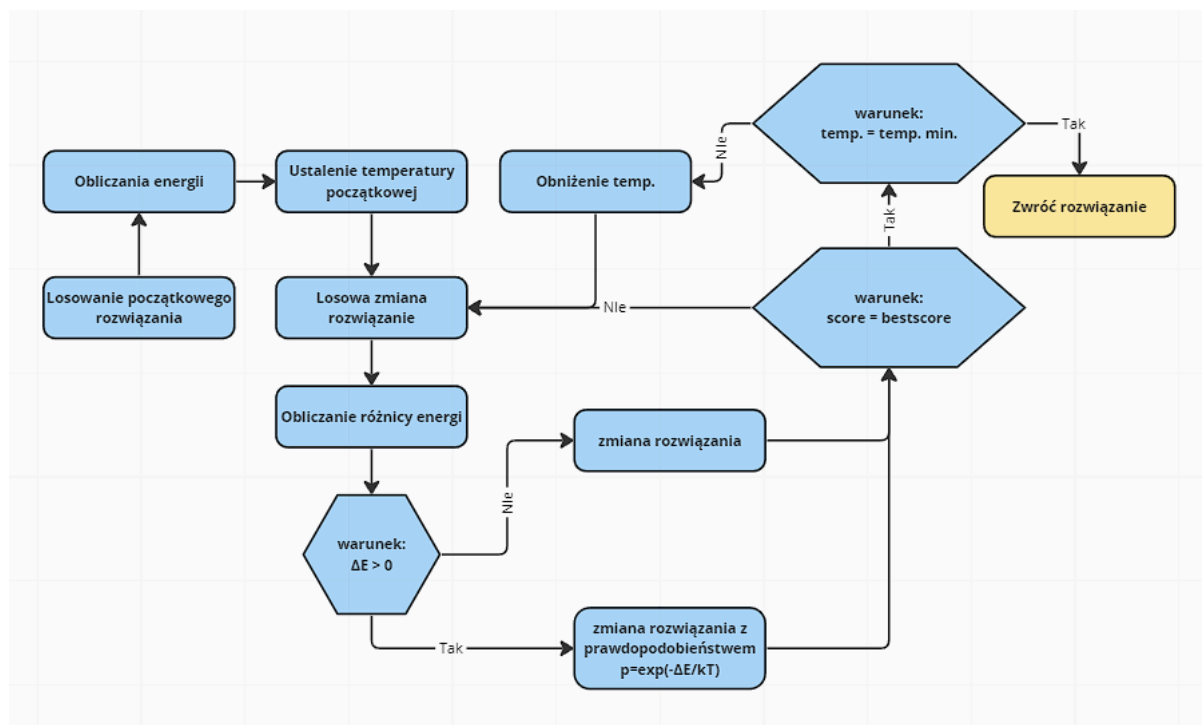 warunek:
temp. = temp. min.
Tak
NIe
Obliczania energii
Ustalenie temperatury
początkowej
Obniżenie temp.
Zwróć rozwiązanie
Tak
Losowanie początkowego
rozwiązania
Losowa zmiana
rozwiązanie
NIe
warunek:
score = bestscore
Obliczanie różnicy energi
zmiana rozwiązania
NIe
warunek:
ΔE > 0
Tak
zmiana rozwiązania z
prawdopodobieństwem
p=exp(-ΔE/kT)